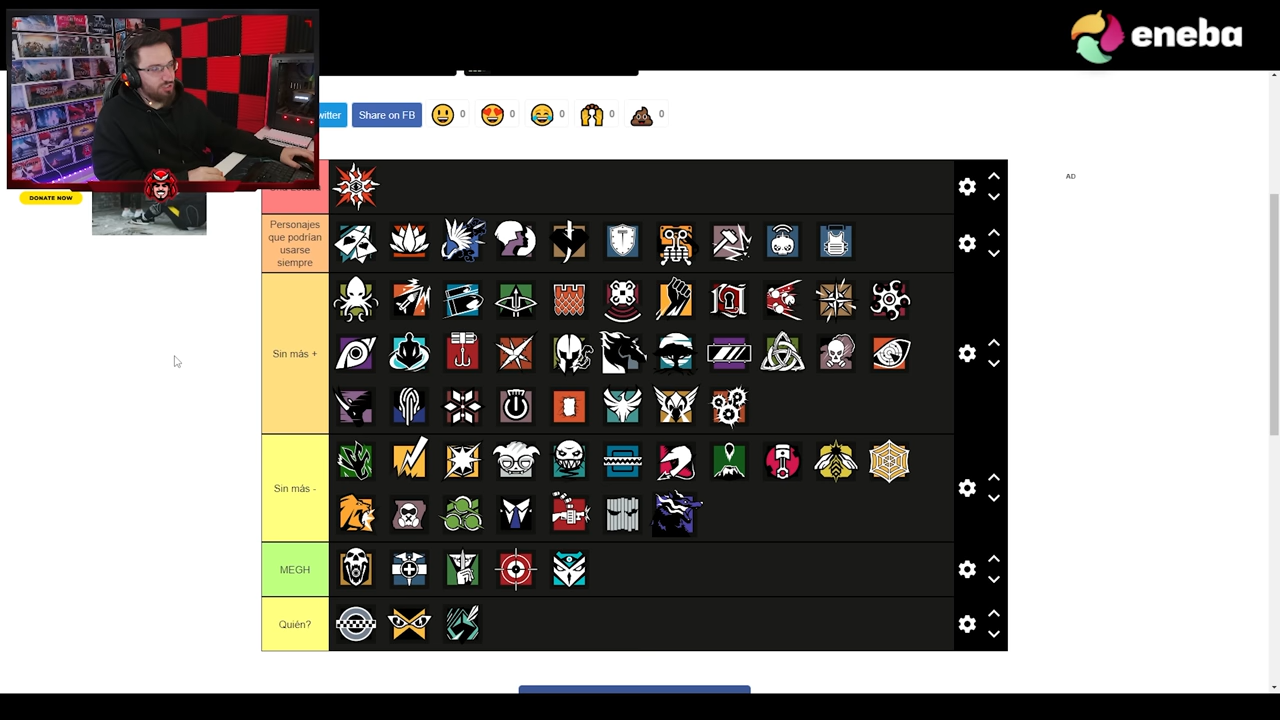 eneba
witter
Share on FB
0
0
0
0
0
DONATE NOW
AD
Personajes
que podrían
usarse
siempre
Sin más +
Sin más -
MEGH
Quién?